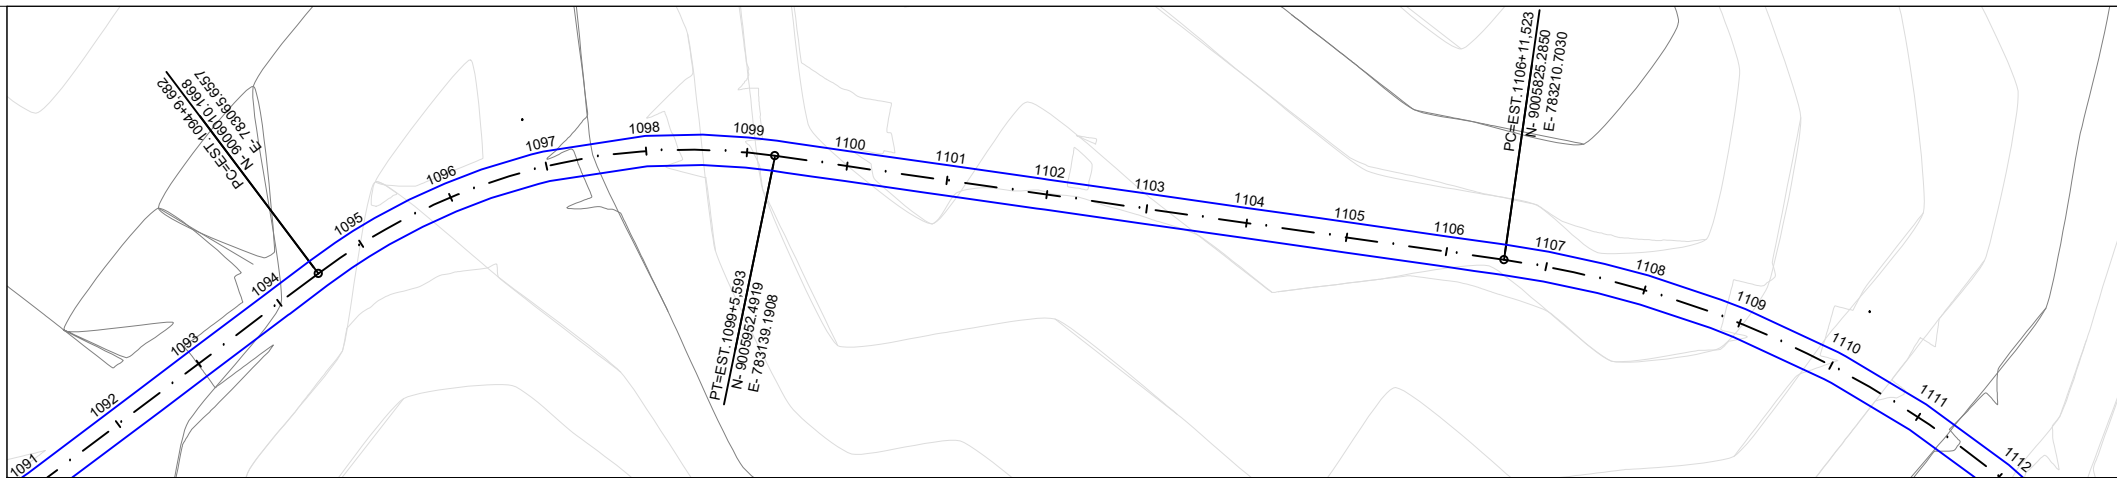 PC=EST.1094+9,682
N- 9006010.1668
E- 783065.6557
PT=EST.1099+5,593
N- 9005952.4919
E- 783139.1908
PC=EST.1106+11,523
N- 9005825.2850
E- 783210.7030
1091
1092
1093
1094
1095
1096
1097
1098
1099
1100
1101
1102
1103
1104
1105
1106
1107
1108
1109
1110
1111
1112